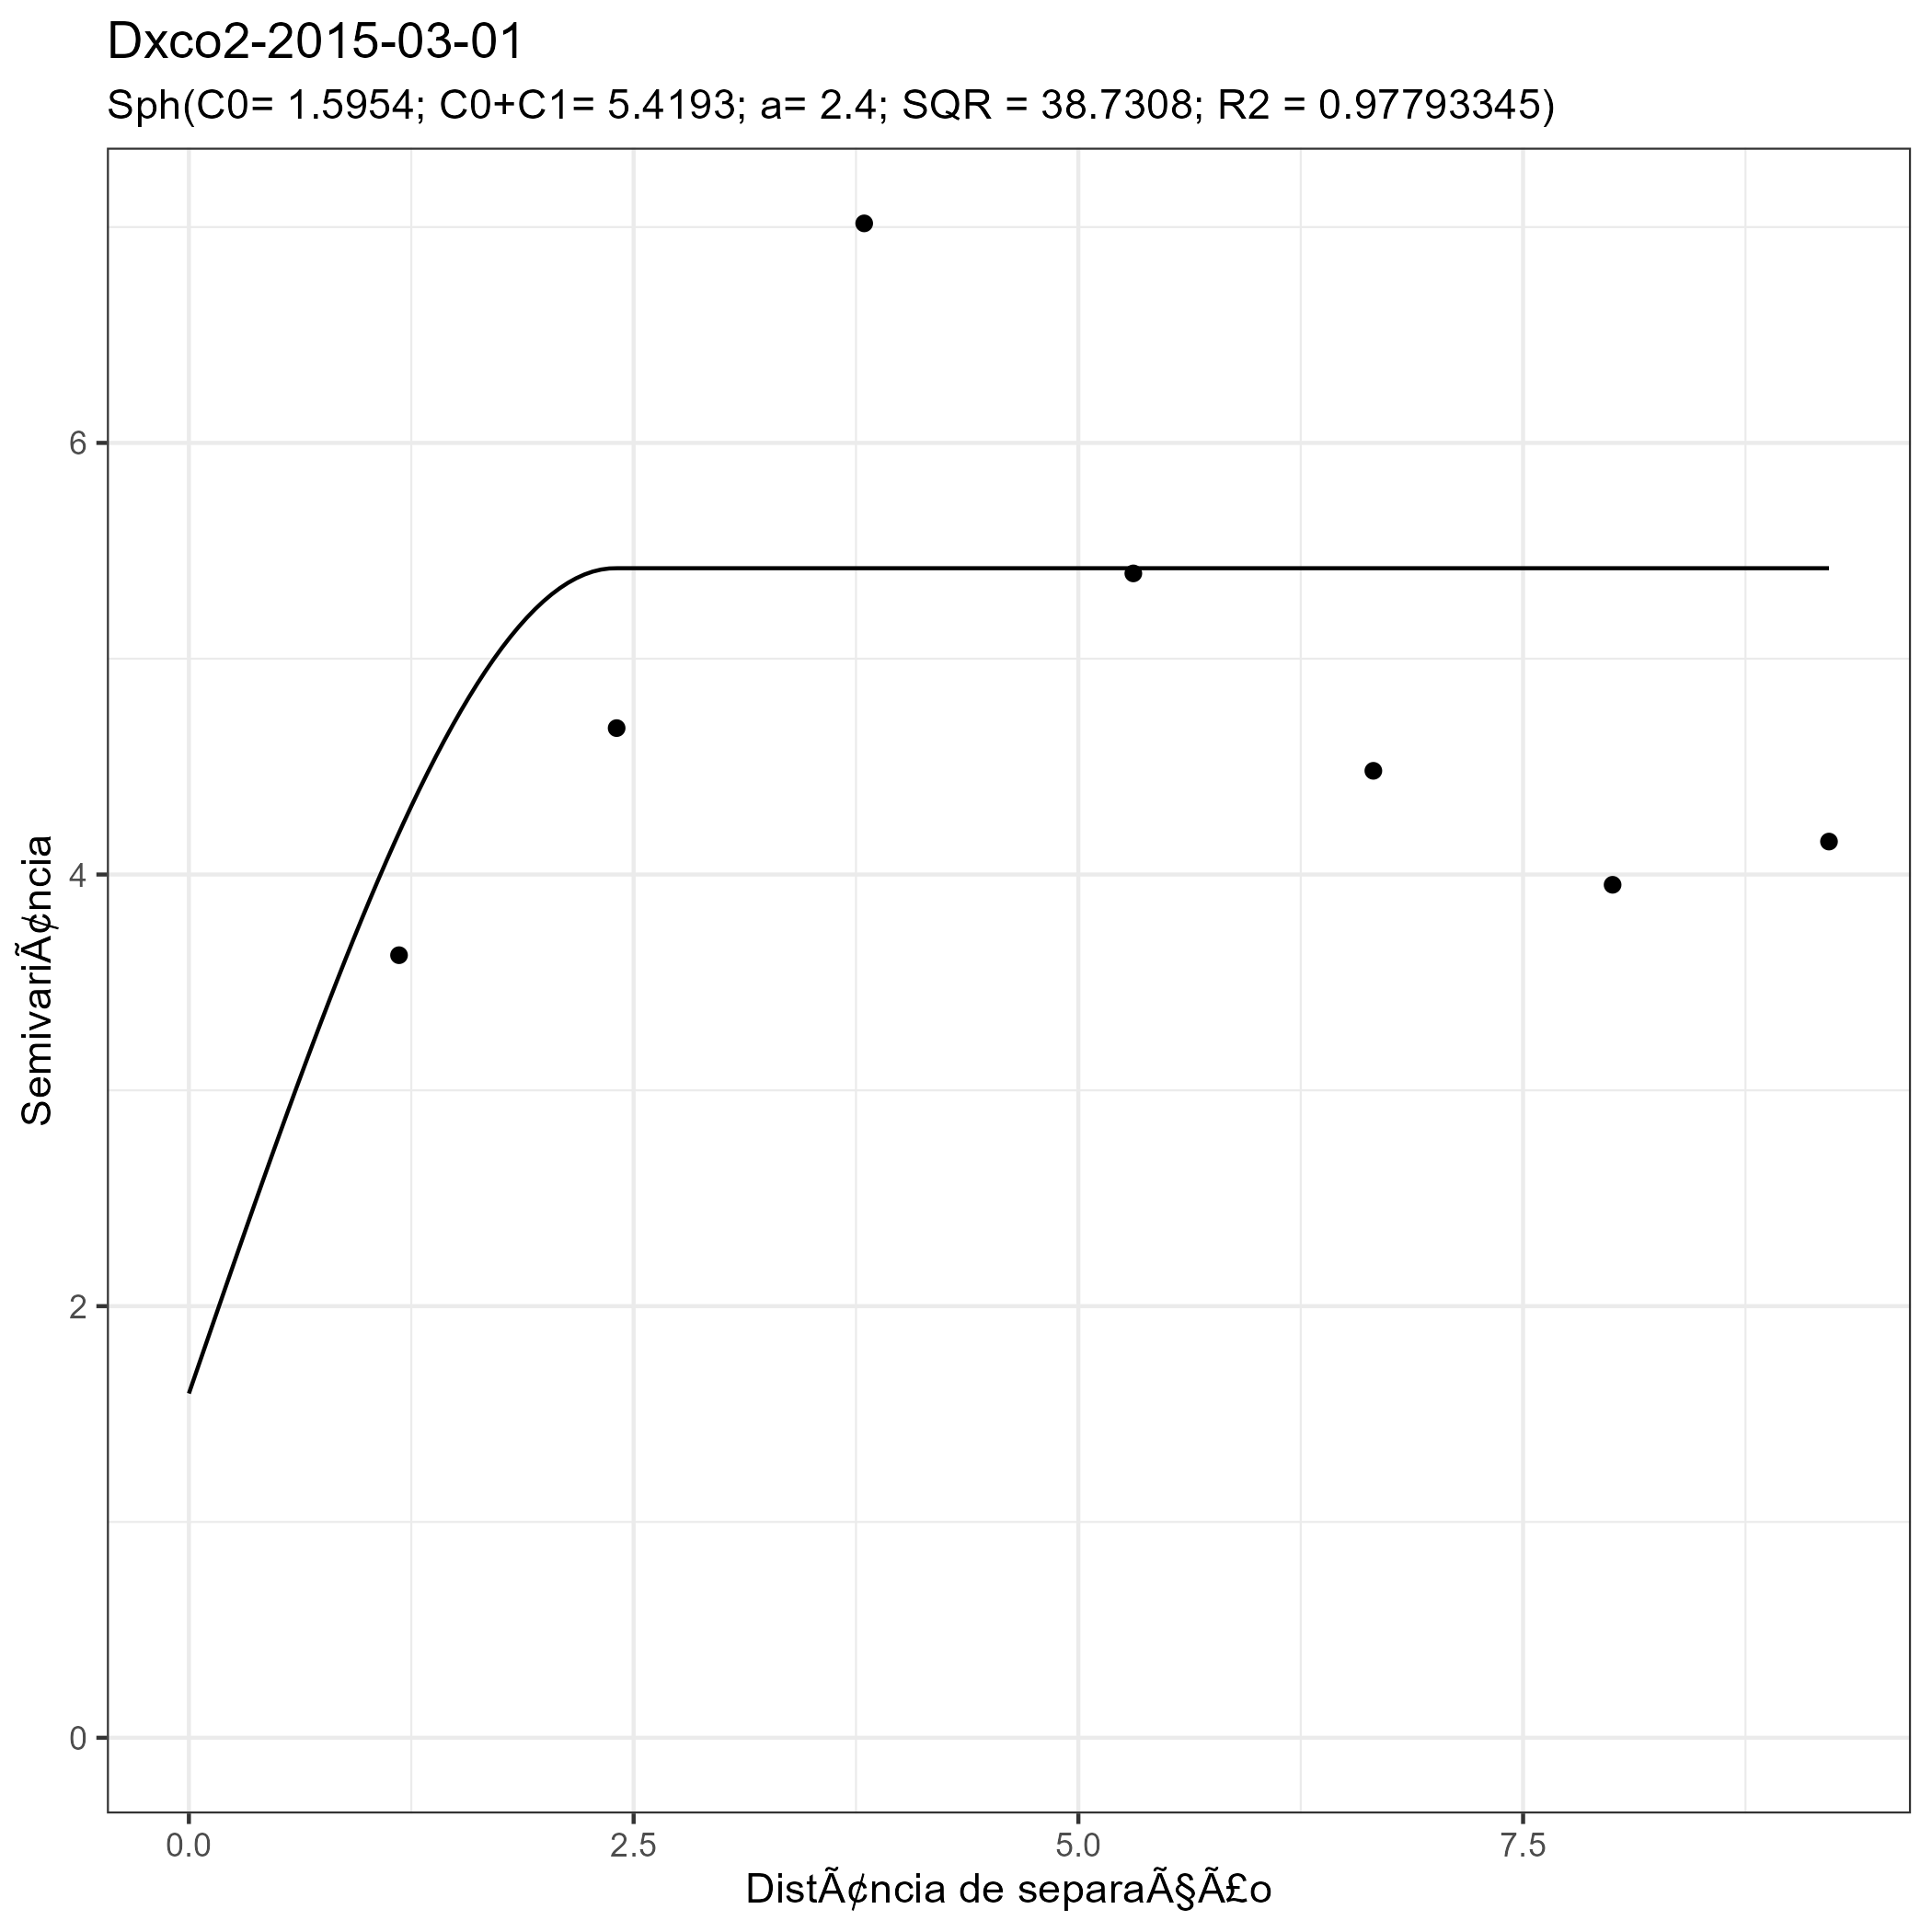 Dxco2-2015-03-01
Sph(C0= 1.5954; C0+C1= 5.4193; a= 2.4; SQR = 38.7308; R2 = 0.97793345)
SemivariÃ¢ncia
6
4
2
0
0.0 2.5 5.0 7.5
DistÃ¢ncia de separaÃ§Ã£o